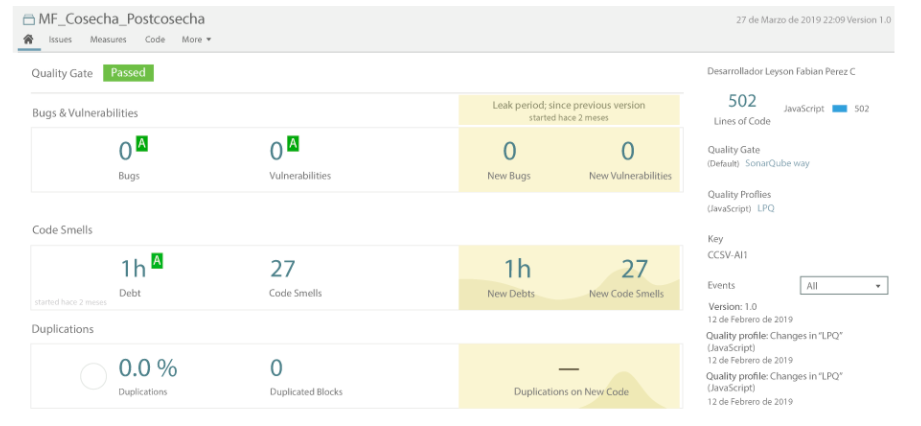 MF_Cosecha_Postcosecha
27 de Marzo de 2019 22:09 Version 1.0
Issues Measures Code More
Quality Gate Passed
Bugs & Vulnerabilities
Leak period; since previous version
started hace 2 meses
0 A
Bugs
0 A
Vulnerabilities
0
New Bugs
0
New Vulnerabilities
Code Smells
started hace 2 meses
1h A
Debt
27
Code Smells
1h
New Debts
27
New Code Smells
Duplications
0.0 %
Duplications
0
Duplicated Blocks
—
Duplications on New Code
Desarrollador Leyson Fabian Perez C
502
Lines of Code
JavaScript 502
Quality Gate
(Default) SonarQube way
Quality Proflies
(JavaScript) LPQ
Key
CCSV-AI1
Events All
Version: 1.0
12 de Febrero de 2019
Quality profile: Changes in “LPQ”
(JavaScript)
12 de Febrero de 2019
Quality profile: Changes in “LPQ”
(JavaScript)
12 de Febrero de 2019